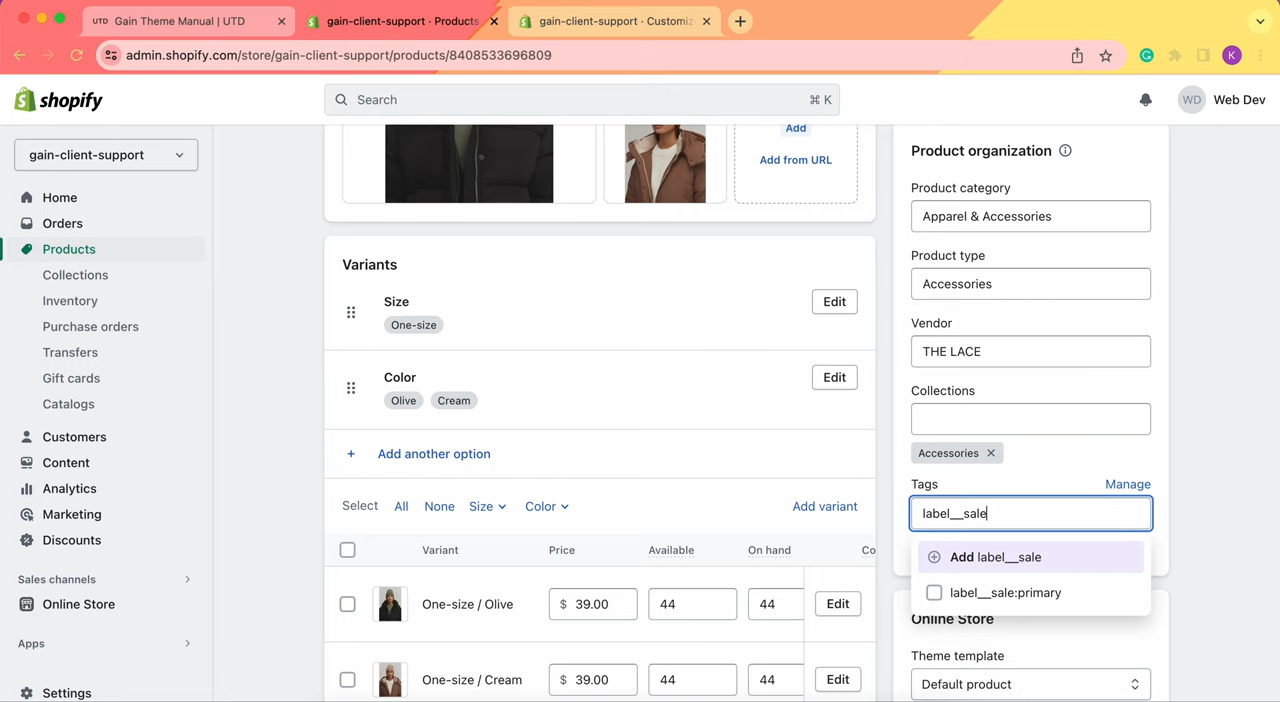 UTD Gain Theme Manual | UTD
gain-client-support · Products
gain-client-support · Customiz
admin.shopify.com/store/gain-client-support/products/8408533696809
K
shopify
Search
⌘ K
WD
Web Dev
gain-client-support
Home
Orders
Products
Collections
Inventory
Purchase orders
Transfers
Gift cards
Catalogs
Customers
Content
Analytics
Marketing
Discounts
Sales channels
Online Store
Apps
Settings
Add
Add from URL
Variants
Size
One-size
Edit
Color
Olive Cream
Edit
+ Add another option
Select All None Size Color Add variant
Variant Price Available On hand Co
One-size / Olive $ 39.00 44 44 Edit
One-size / Cream $ 39.00 44 44 Edit
Product organization
Product category
Apparel & Accessories
Product type
Accessories
Vendor
THE LACE
Collections
Accessories
Tags Manage
label__sale
Add label__sale
label__sale:primary
Online Store
Theme template
Default product